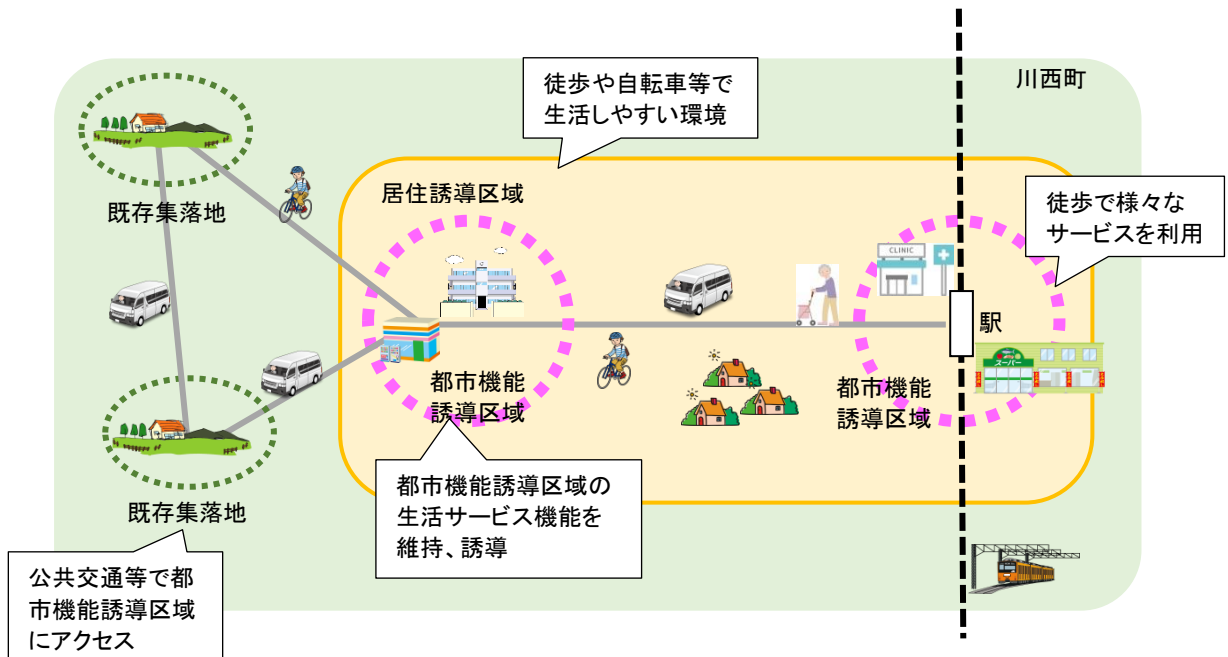 川西町
徒歩や自転車等で
生活しやすい環境
居住誘導区域
既存集落地
徒歩で様々な
サービスを利用
CLINIC
駅
スーパー
都市機能
誘導区域
都市機能
誘導区域
既存集落地
都市機能誘導区域の
生活サービス機能を
維持、誘導
公共交通等で都
市機能誘導区域
にアクセス